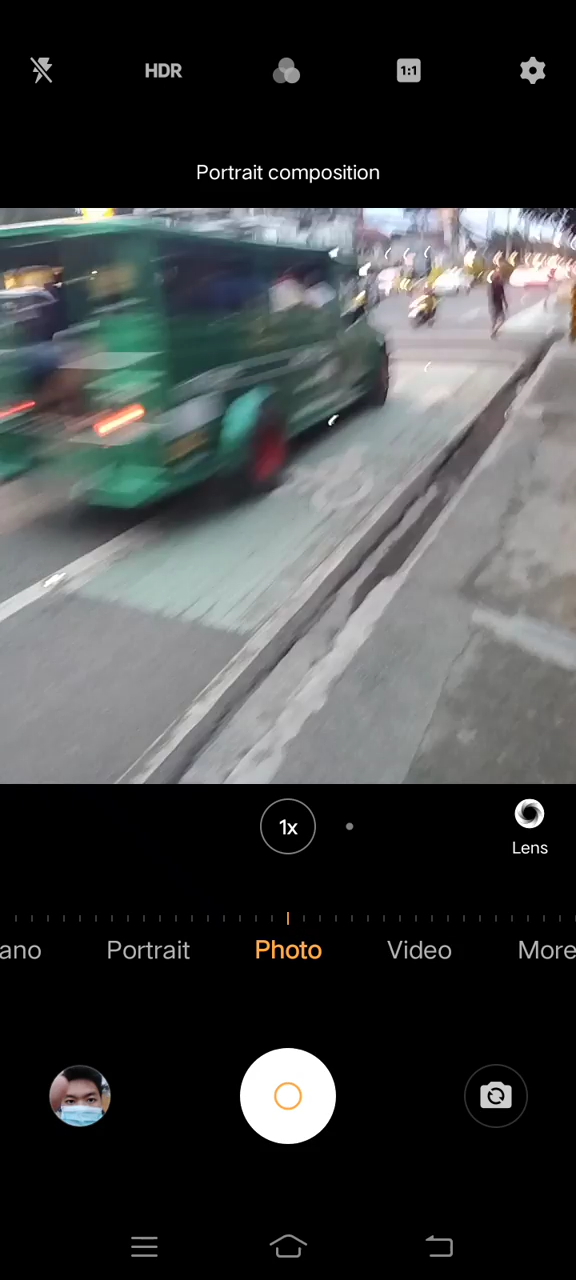 HDR
1:1
Portrait composition
1x
Lens
ano
Portrait
Photo
Video
More